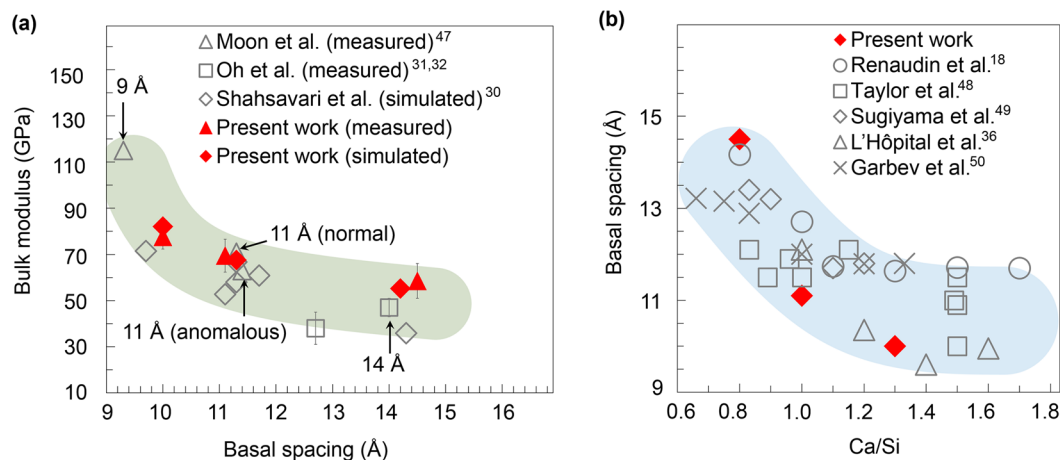 (a)
Moon et al. (measured)47
Oh et al. (measured)31,32
Shahsavari et al. (simulated)30
Present work (measured)
Present work (simulated)
9 Å
11 Å (normal)
11 Å (anomalous)
14 Å
Bulk modulus (GPa)
150
130
110
90
70
50
30
10
9 10 11 12 13 14 15 16
Basal spacing (Å)
(b)
Present work
Renaudin et al.18
Taylor et al.48
Sugiyama et al.49
L'Hôpital et al.36
Garbev et al.50
Basal spacing (Å)
15
13
11
9
0.6 0.8 1.0 1.2 1.4 1.6 1.8
Ca/Si